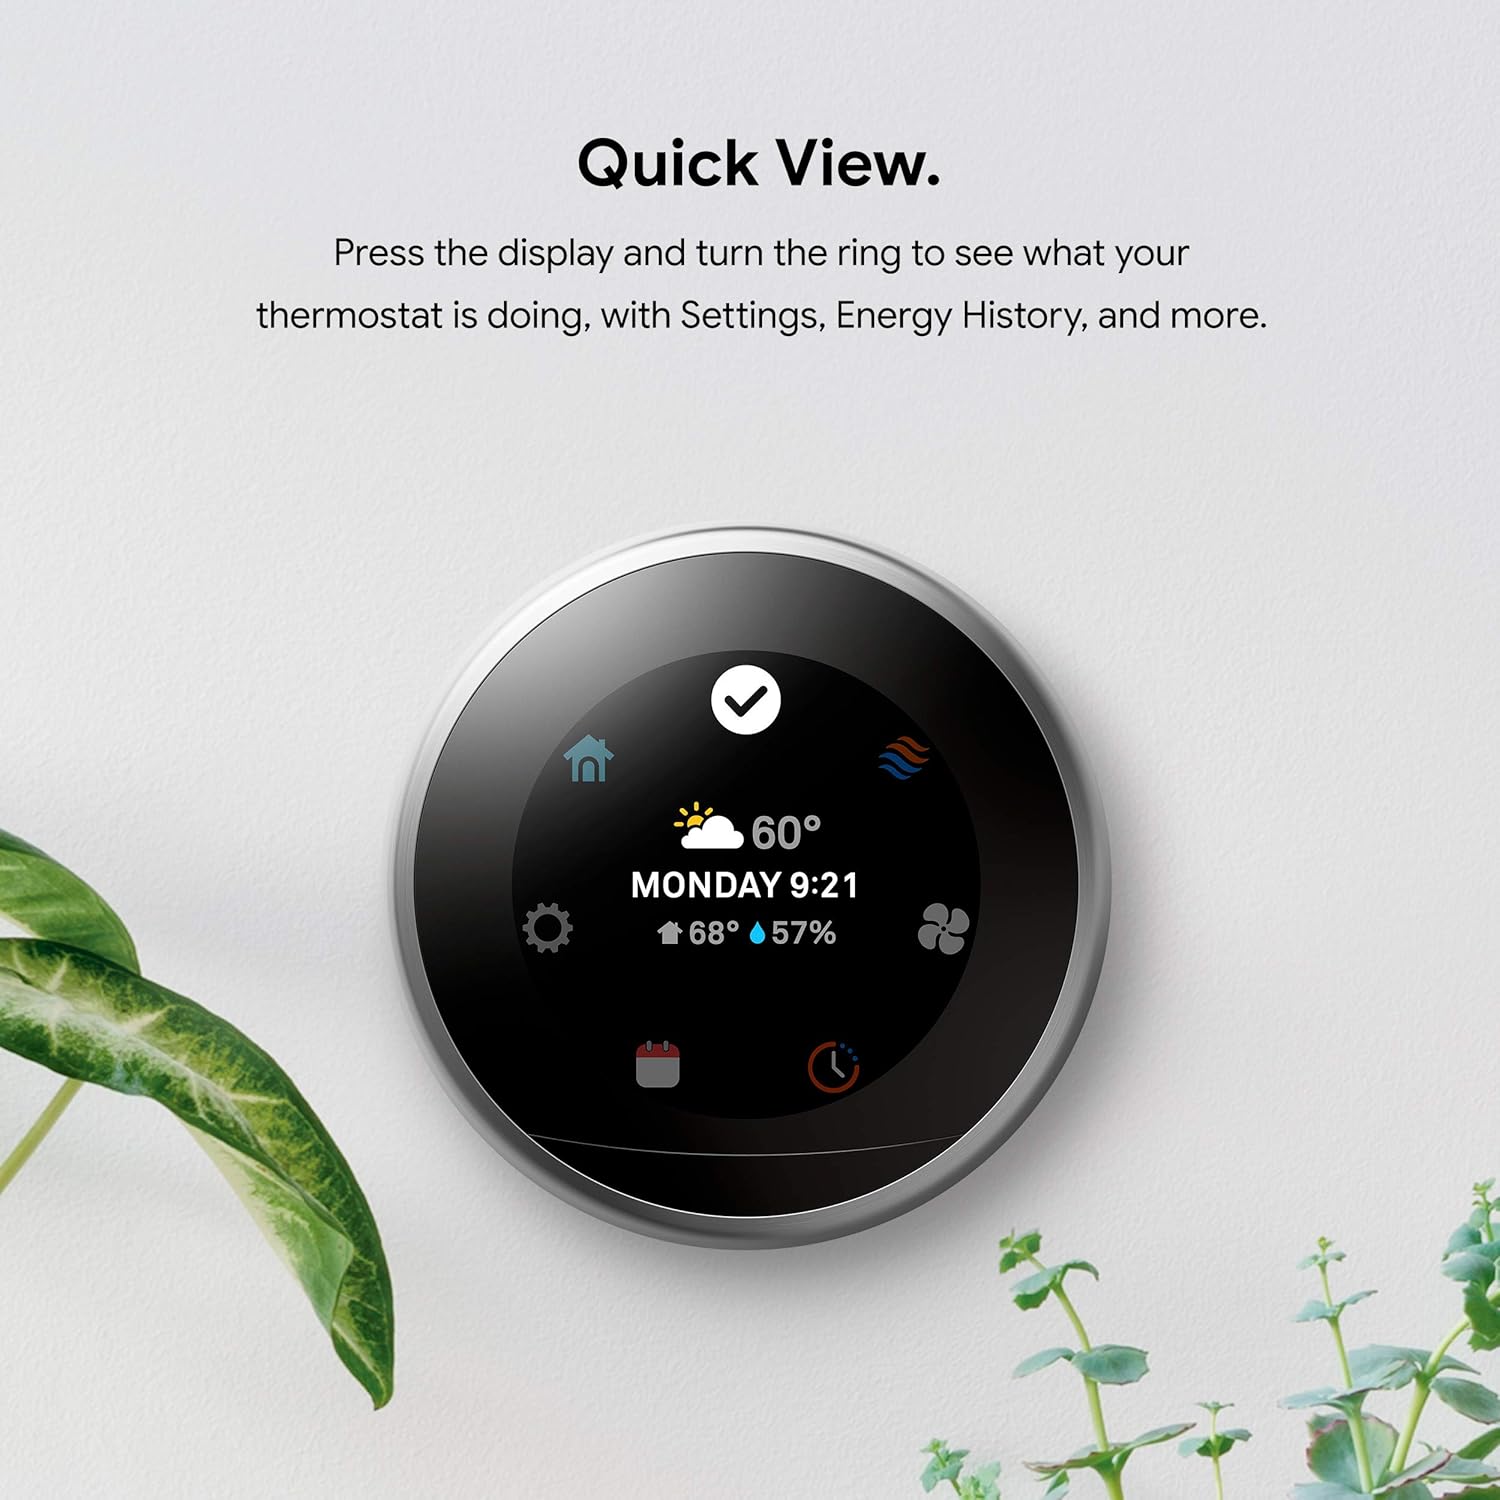 Quick View.
Press the display and turn the ring to see what your
thermostat is doing, with Settings, Energy History, and more.
60°
MONDAY 9:21
68° 57%